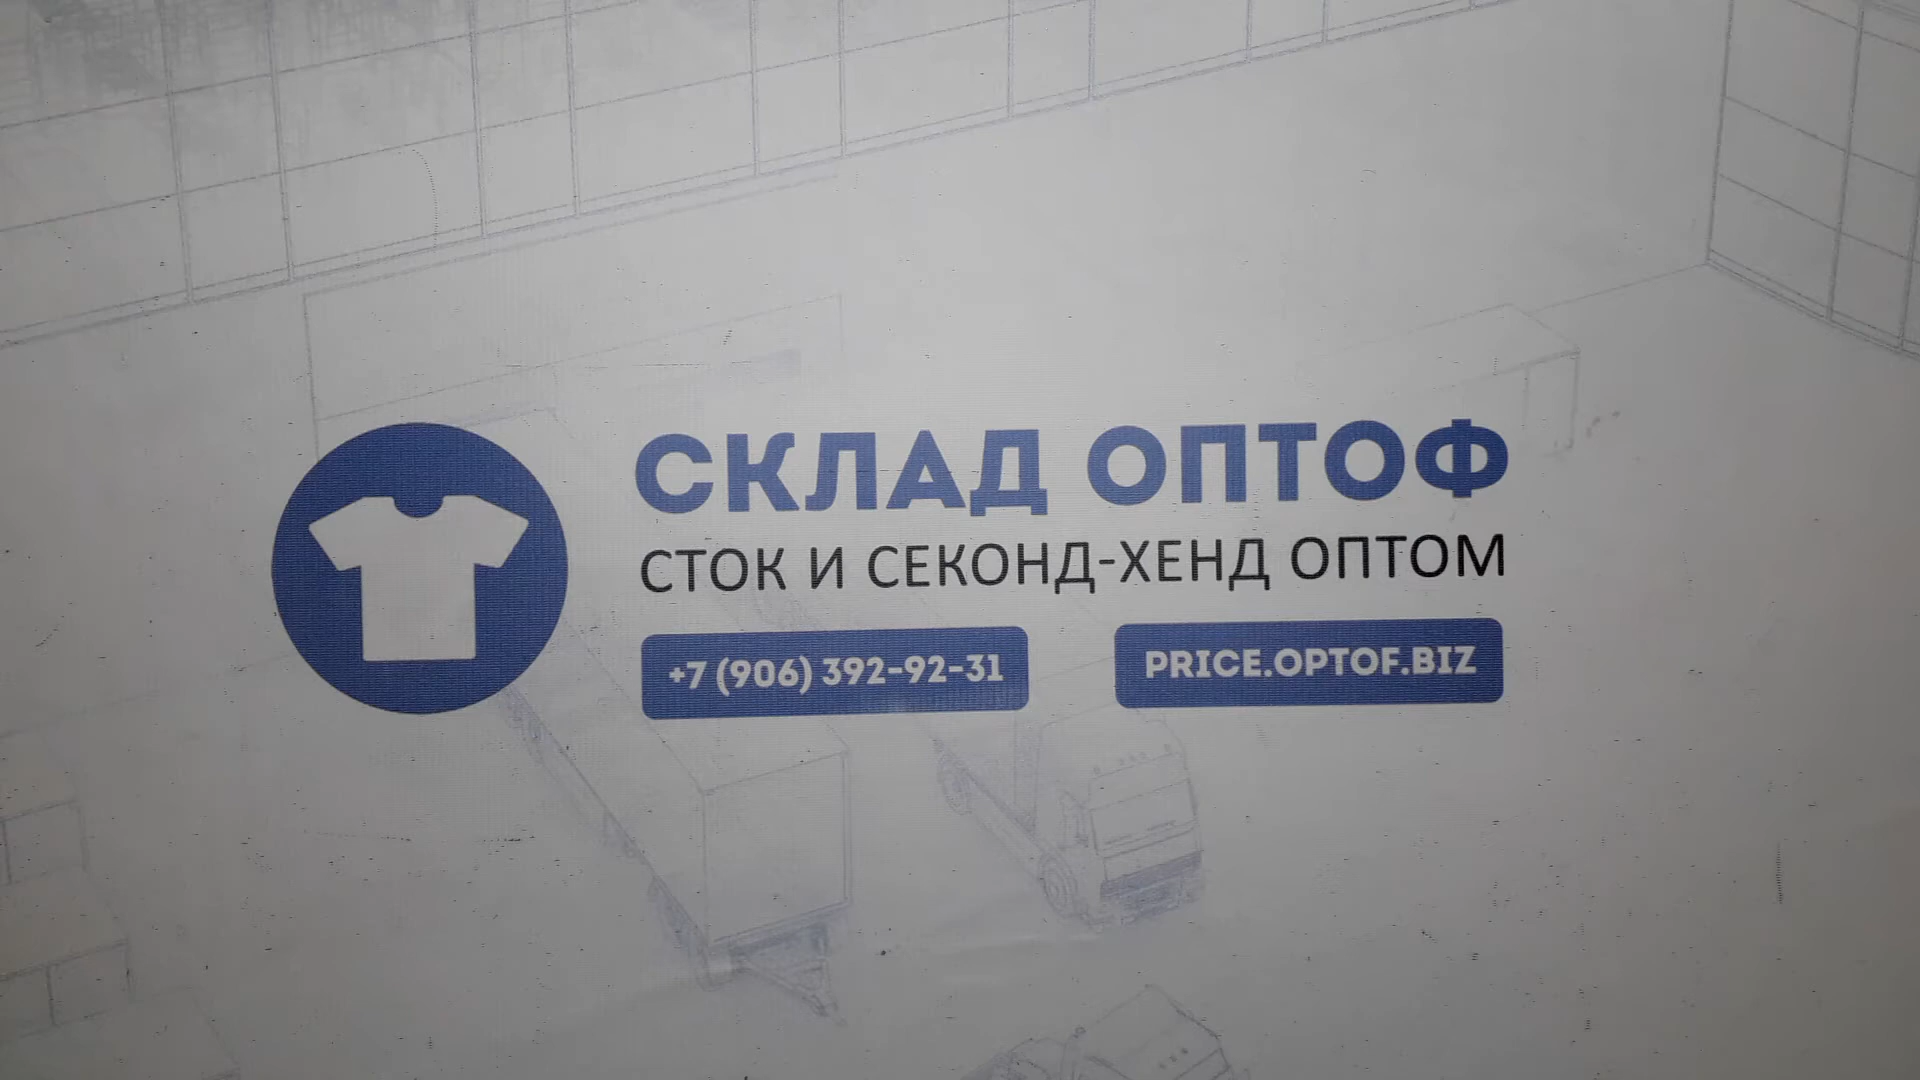 СКЛАД ОПТОФ
СТОК И СЕКОНД-ХЕНД ОПТОМ
+7 (906) 392-92-31
PRICE.OPTOF.BIZ